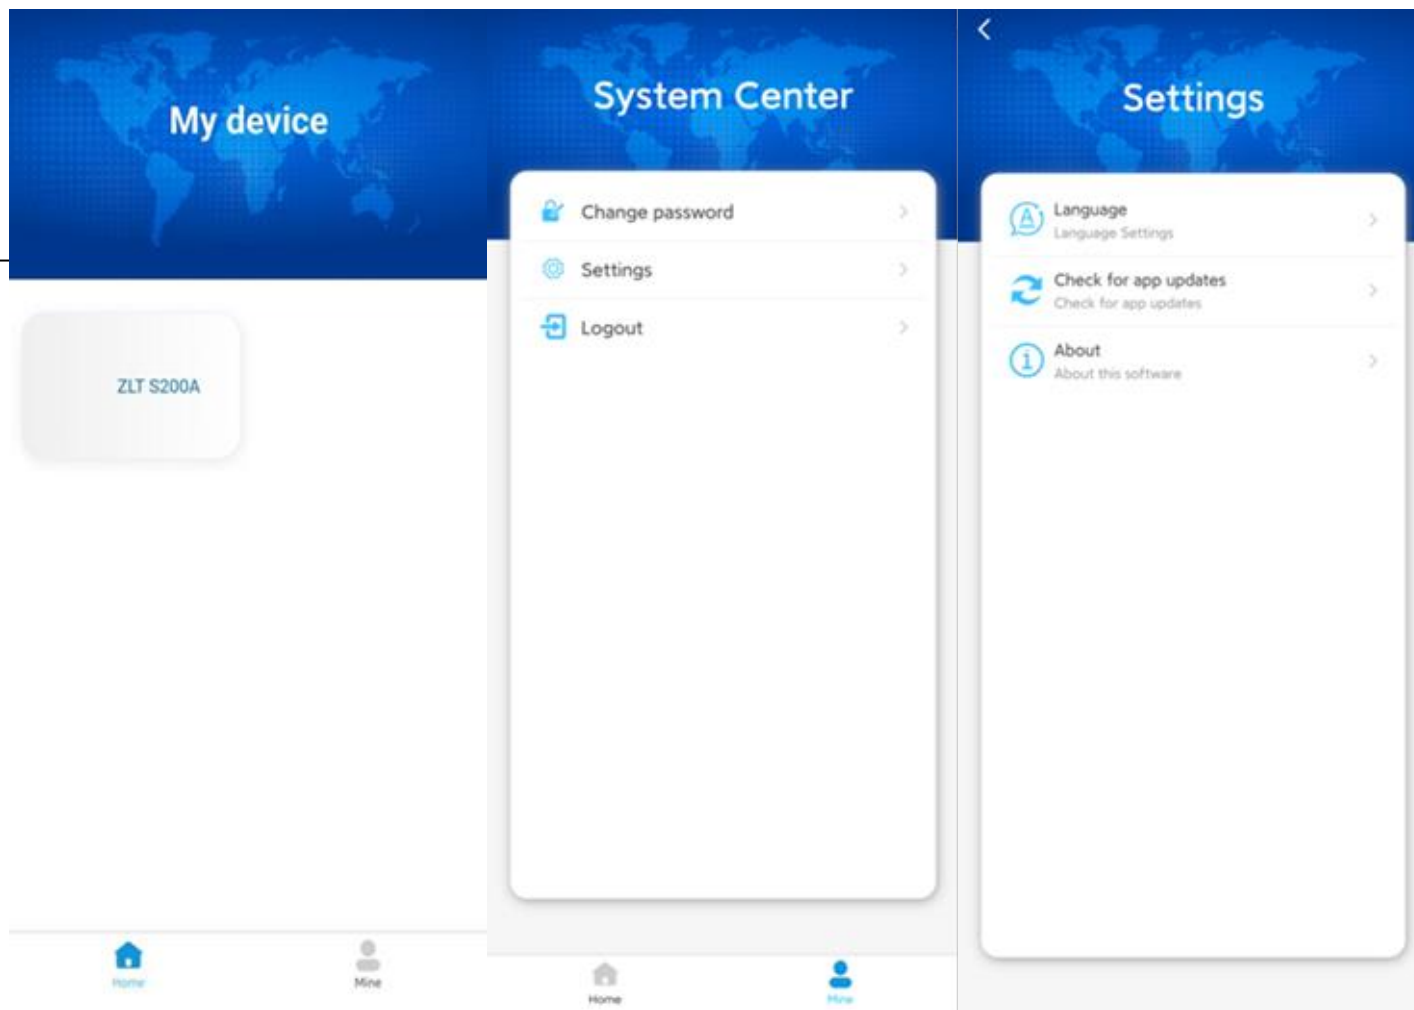 My device
ZLT S200A
Home
Mine
System Center
Change password
Settings
Logout
Home
Mine
Settings
Language
Language Settings
Check for app updates
Check for app updates
About
About this software